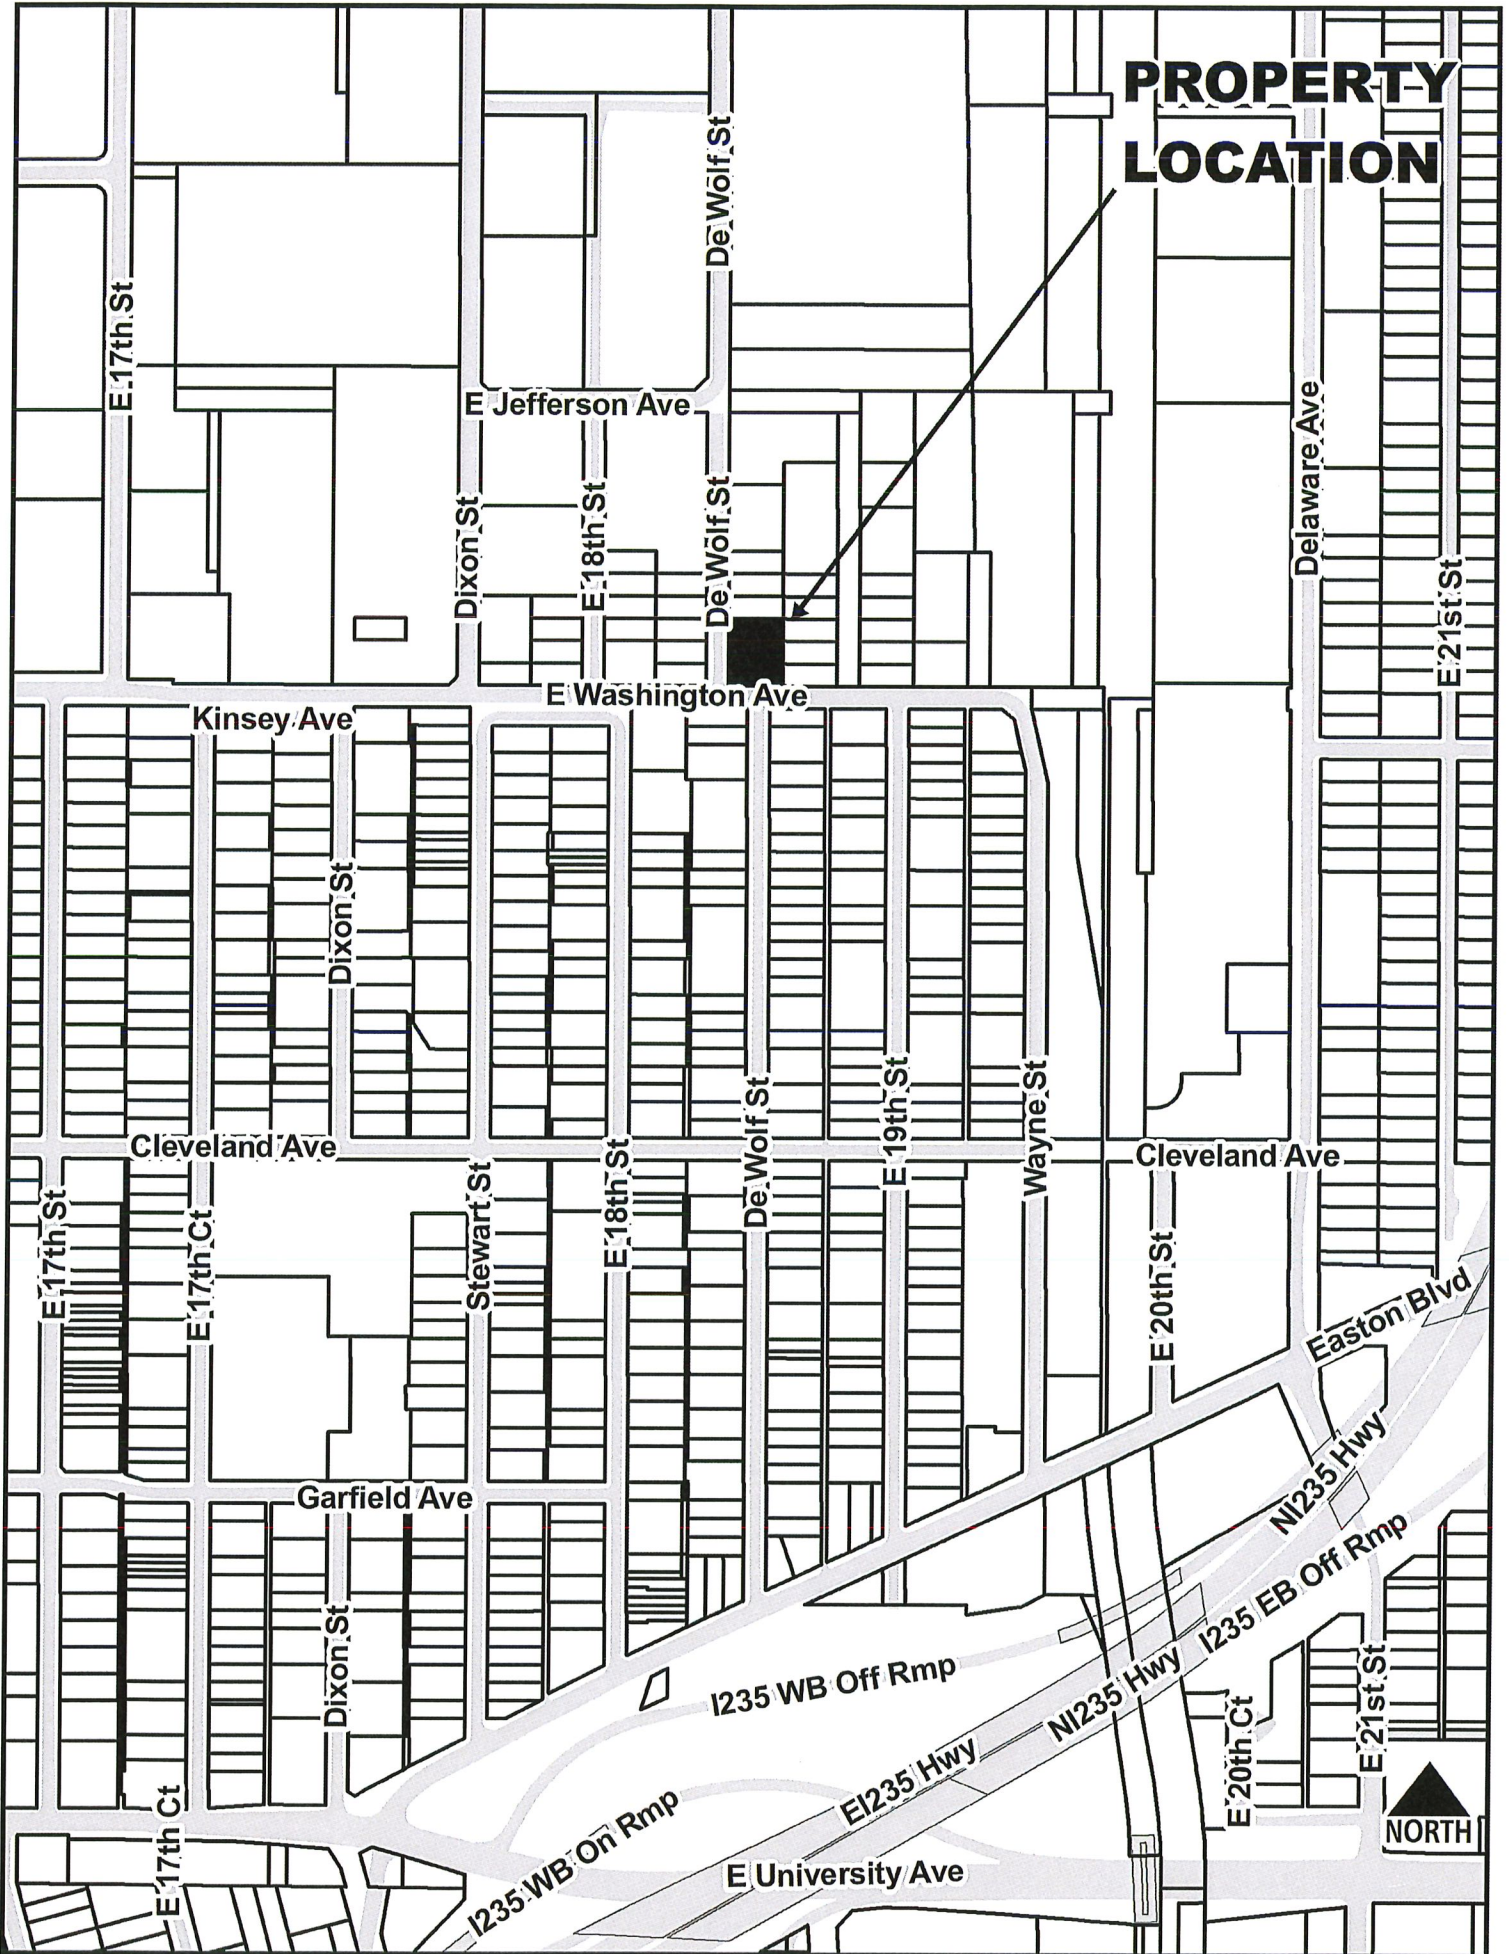 PROPERTY
LOCATION
De Wolf St
E 17th St
E Jefferson Ave
Delaware Ave
Dixon St
E 18th St
De Wolf St
E 21st St
E Washington Ave
Kinsey Ave
Dixon St
Cleveland Ave
E 19th St
Wayne St
De Wolf St
Cleveland Ave
E 17th St
E 17th Ct
Stewart St
E 18th St
E 20th St
Easton Blvd
Garfield Ave
NI235 Hwy
I235 EB Off Rmp
Dixon St
I235 WB Off Rmp
NI235 Hwy
E 21st St
E 20th Ct
EI235 Hwy
I235 WB On Rmp
E 17th Ct
NORTH
E University Ave